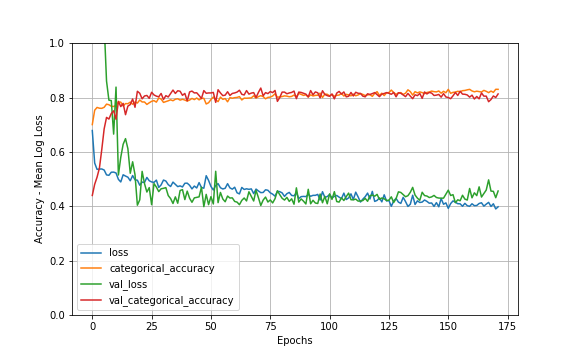 1.0
0.8
0.6
0.4
0.2
0.0
Accuracy - Mean Log Loss
loss
categorical_accuracy
val_loss
val_categorical_accuracy
0 25 50 75 100 125 150 175
Epochs